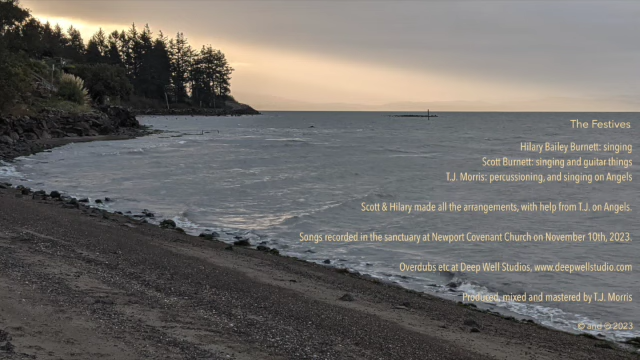 The Festives
Hilary Bailey Burnett: singing
Scott Burnett: singing and guitar things
T.J. Morris: percussioning, and singing on Angels
Scott & Hilary made all the arrangements, with help from T.J. on Angels.
Songs recorded in the sanctuary at Newport Covenant Church on November 10th, 2023.
Overdubs etc at Deep Well Studios, www.deepwellstudio.com
Produced, mixed and mastered by T.J. Morris
© and ℗ 2023